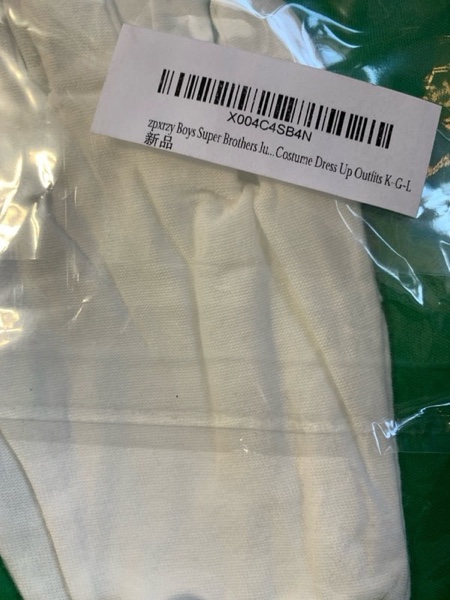 X004C4SB4N
zpxrzy Boys Super Brothers Ju...Costume Dress Up Outfits K-G-L
新品